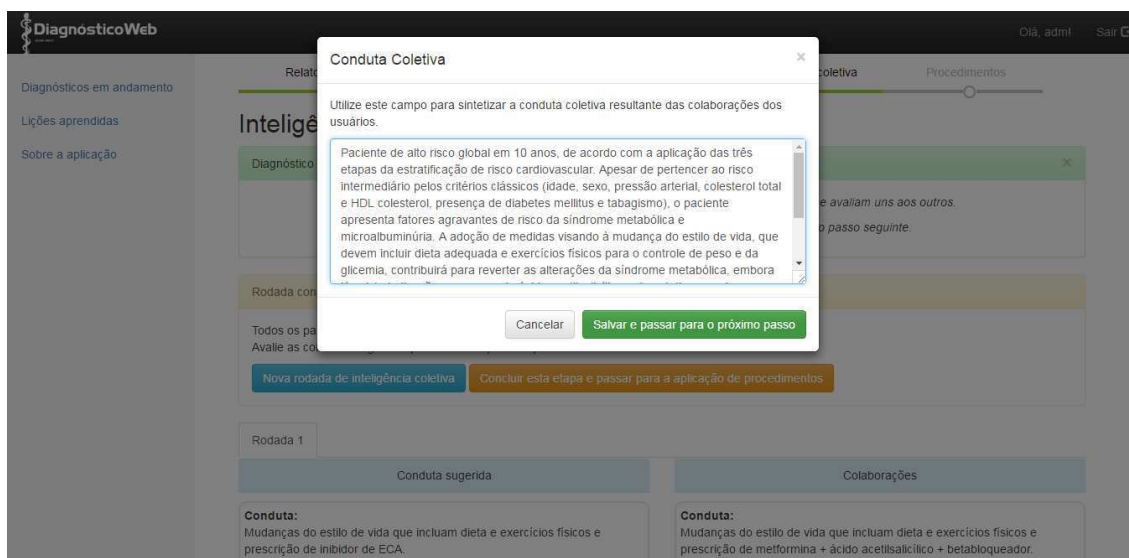 DiagnósticoWeb
Olá, adm!
Sair
Diagnósticos em andamento
Lições aprendidas
Sobre a aplicação
coletiva
Procedimentos
Diagnóstico
e avaliam uns aos outros.
o passo seguinte.
Conduta Coletiva
×
Utilize este campo para sintetizar a conduta coletiva resultante das colaborações dos
usuários.
Paciente de alto risco global em 10 anos, de acordo com a aplicação das três
etapas da estratificação de risco cardiovascular. Apesar de pertencer ao risco
intermediário pelos critérios clássicos (idade, sexo, pressão arterial, colesterol total
e HDL colesterol, presença de diabetes mellitus e tabagismo), o paciente
apresenta fatores agravantes de risco da síndrome metabólica e
microalbuminúria. A adoção de medidas visando à mudança do estilo de vida, que
devem incluir dieta adequada e exercícios físicos para o controle de peso e da
glicemia, contribuirá para reverter as alterações da síndrome metabólica, embora
Cancelar
Salvar e passar para o próximo passo
Todos os
Avalie as
Nova rodada de inteligência coletiva
Concluir esta etapa e passar para a aplicação de procedimentos
Rodada 1
Conduta sugerida
Colaborações
Conduta:
Mudanças do estilo de vida que incluam dieta e exercícios físicos e
prescrição de inibidor de ECA.
Conduta:
Mudanças do estilo de vida que incluam dieta e exercícios físicos e
prescrição de metformina + ácido acetilsalicílico + betabloqueador.